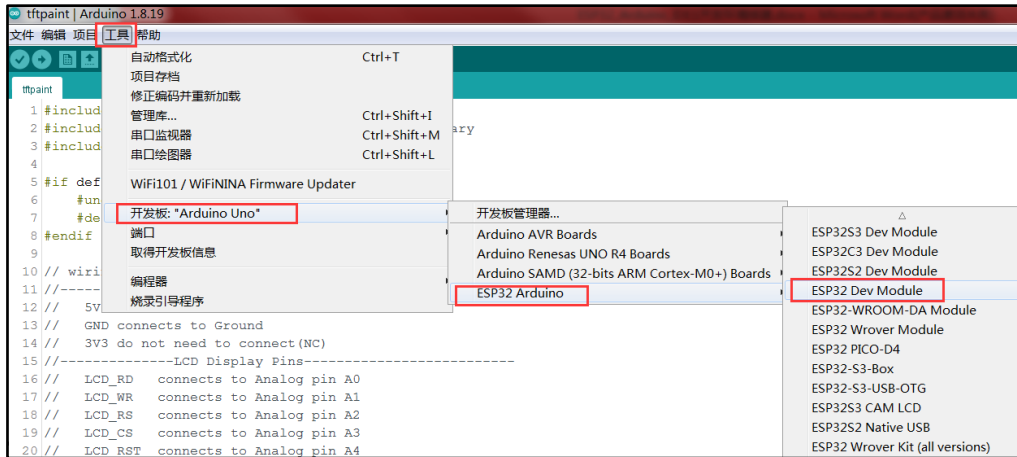 tftpaint | Arduino 1.8.19
文件 编辑 项目 工具 帮助
tftpaint
自动格式化 Ctrl+T
项目存档
修正编码并重新加载
管理库... Ctrl+Shift+I
串口监视器 Ctrl+Shift+M
串口绘图器 Ctrl+Shift+L
WiFi101 / WiFiNINA Firmware Updater
开发板: "Arduino Uno"
端口
取得开发板信息
编程器
烧录引导程序
开发板管理器...
Arduino AVR Boards
Arduino Renesas UNO R4 Boards
Arduino SAMD (32-bits ARM Cortex-M0+) Boards
ESP32 Arduino
ESP32S3 Dev Module
ESP32C3 Dev Module
ESP32S2 Dev Module
ESP32 Dev Module
ESP32-WROOM-DA Module
ESP32 Wrover Module
ESP32 PICO-D4
ESP32-S3-Box
ESP32-S3-USB-OTG
ESP32S3 CAM LCD
ESP32S2 Native USB
ESP32 Wrover Kit (all versions)
1 #includ
2 #includ ary
3 #includ
4
5 #if def
6 #un
7 #de
8 #endif
9
10 // wiri
11 //-----
12 // 5V
13 // GND connects to Ground
14 // 3V3 do not need to connect(NC)
15 //--------------LCD Display Pins--------------------------
16 // LCD_RD connects to Analog pin A0
17 // LCD_WR connects to Analog pin A1
18 // LCD_RS connects to Analog pin A2
19 // LCD_CS connects to Analog pin A3
20 // LCD_RST connects to Analog pin A4